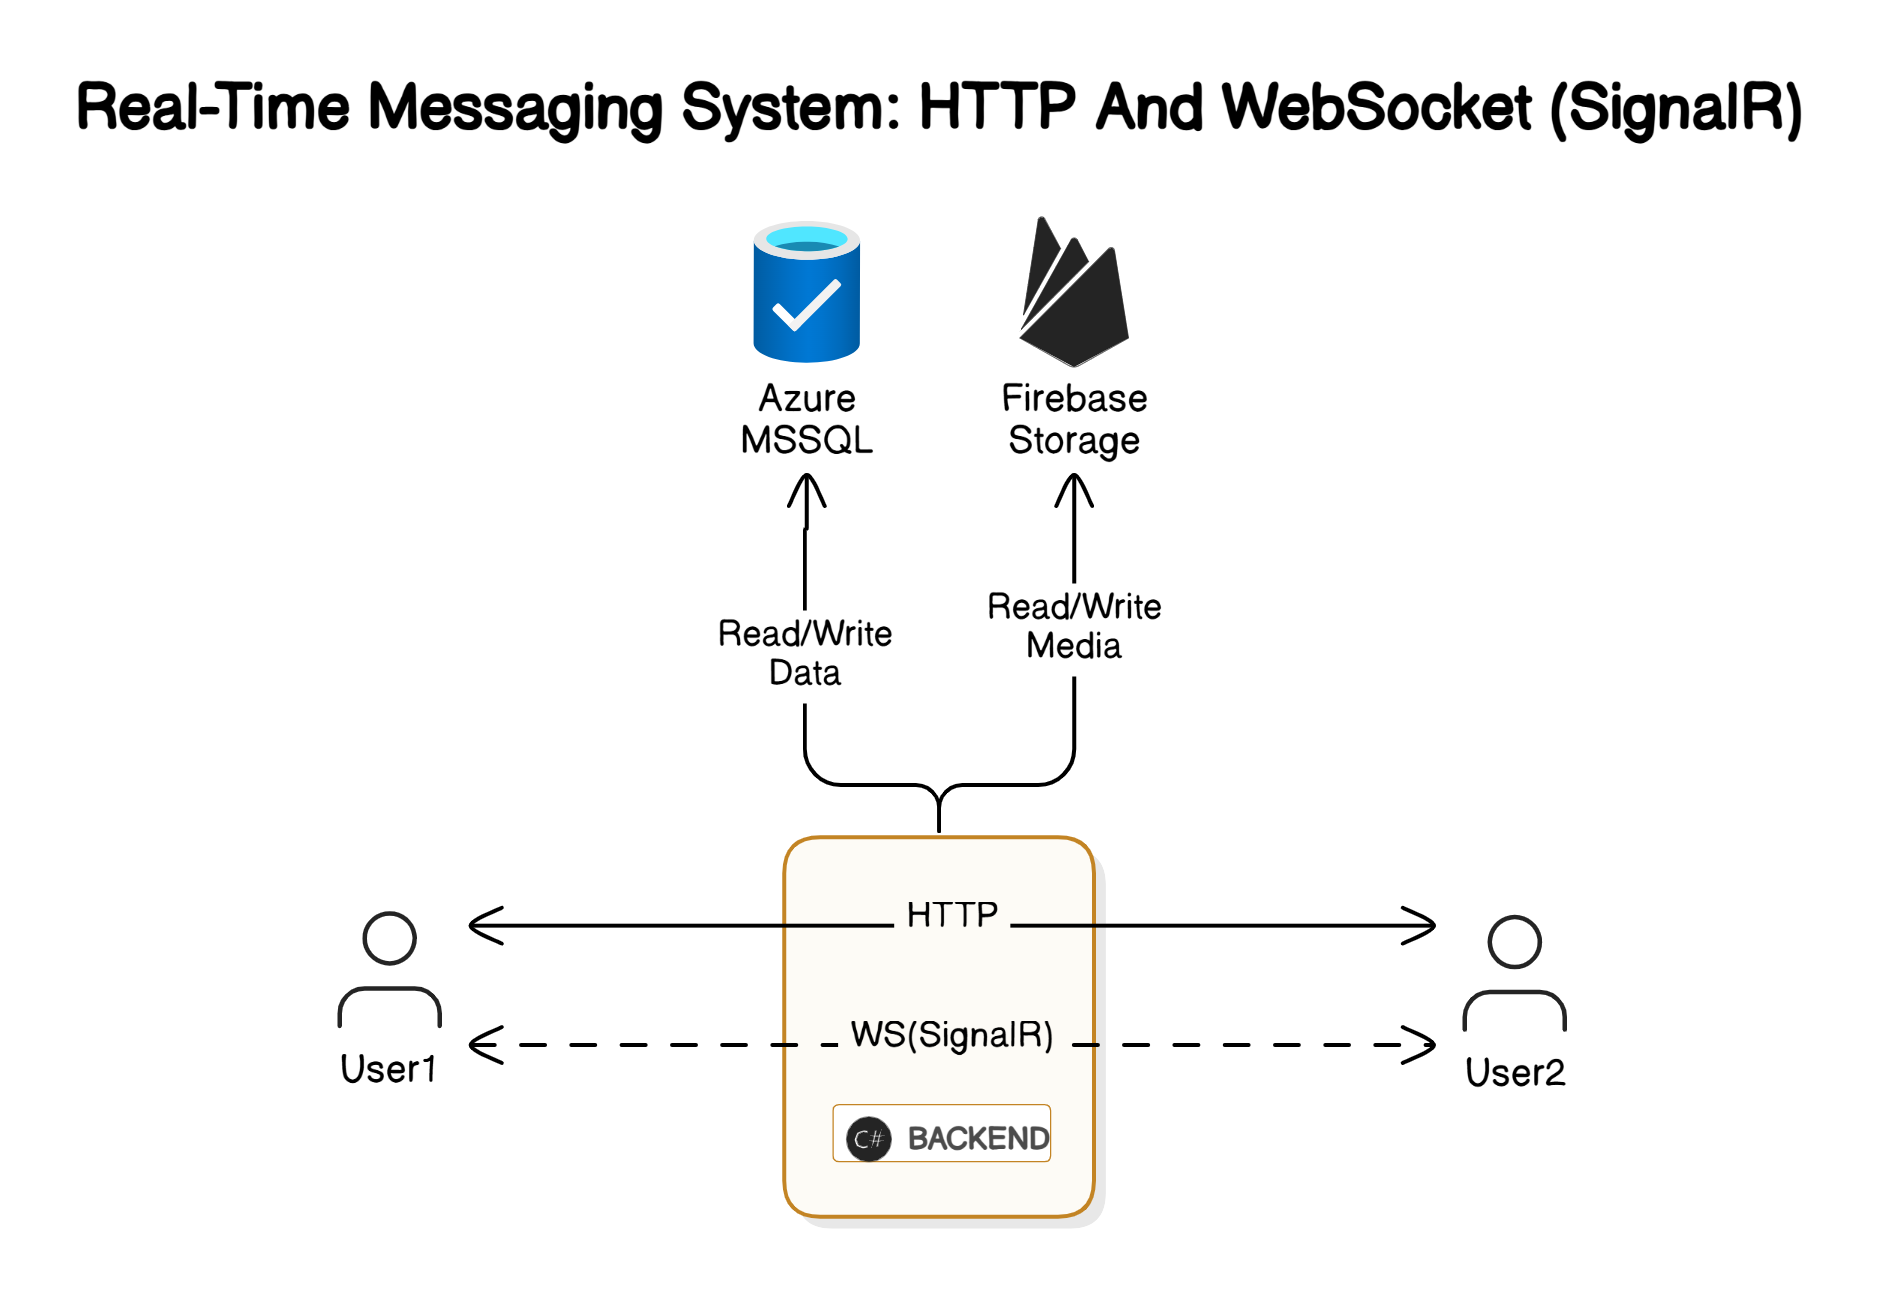 Real-Time Messaging System: HTTP And WebSocket (SignalR)
Azure
MSSQL
Firebase
Storage
Read/Write
Data
Read/Write
Media
HTTP
WS(SignalR)
User1
User2
C# BACKEND